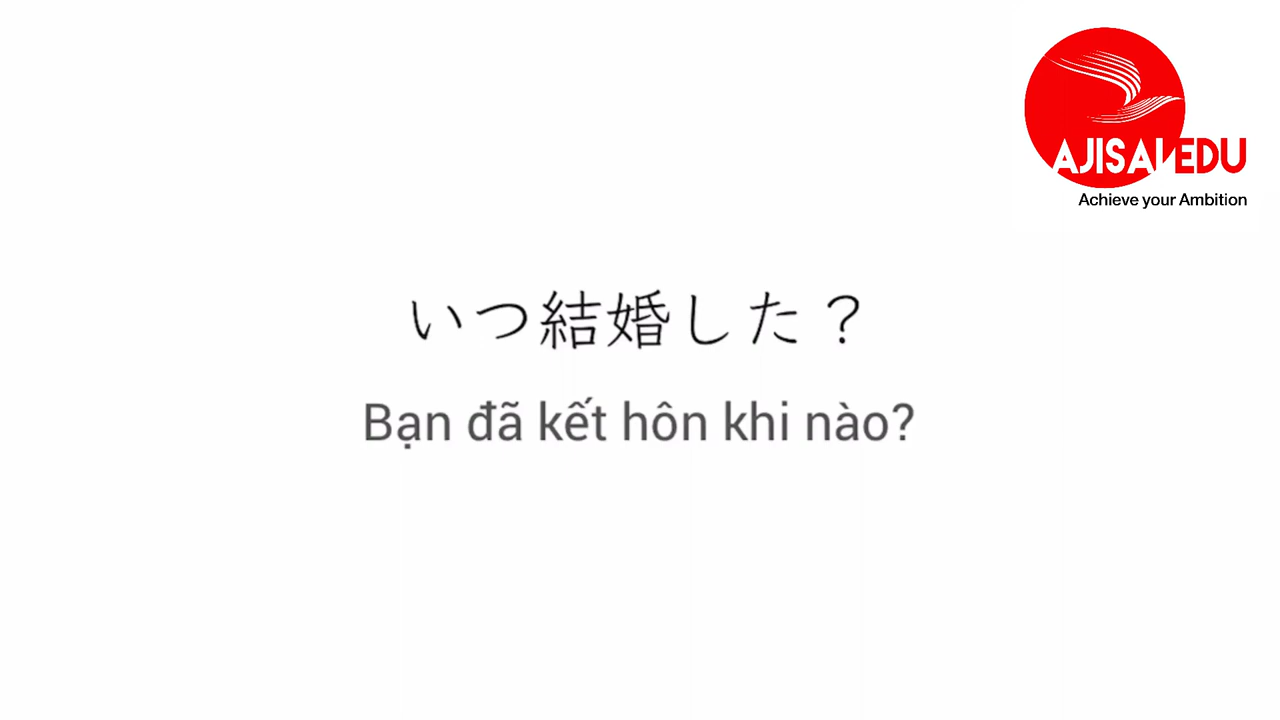 AJISAI EDU
Achieve your Ambition
いつ結婚した？
Bạn đã kết hôn khi nào?